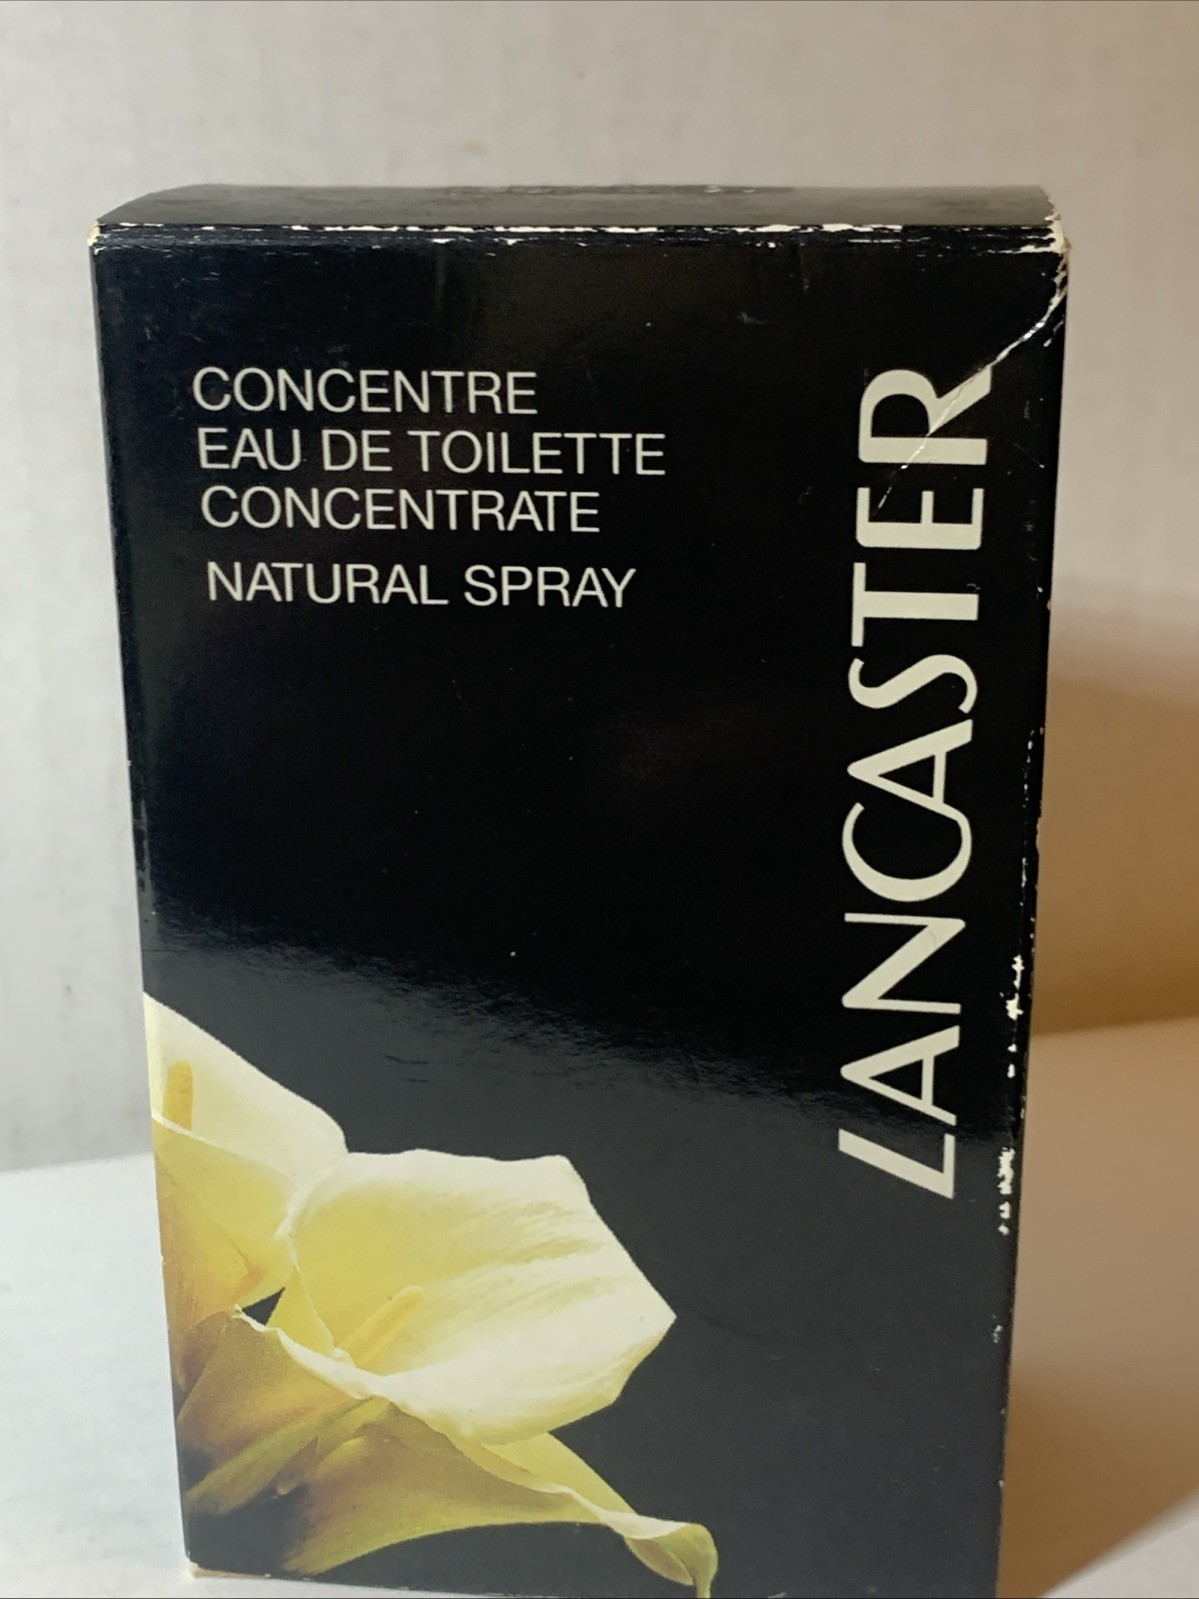 CONCENTRE
EAU DE TOILETTE
CONCENTRATE
NATURAL SPRAY
LANCASTER